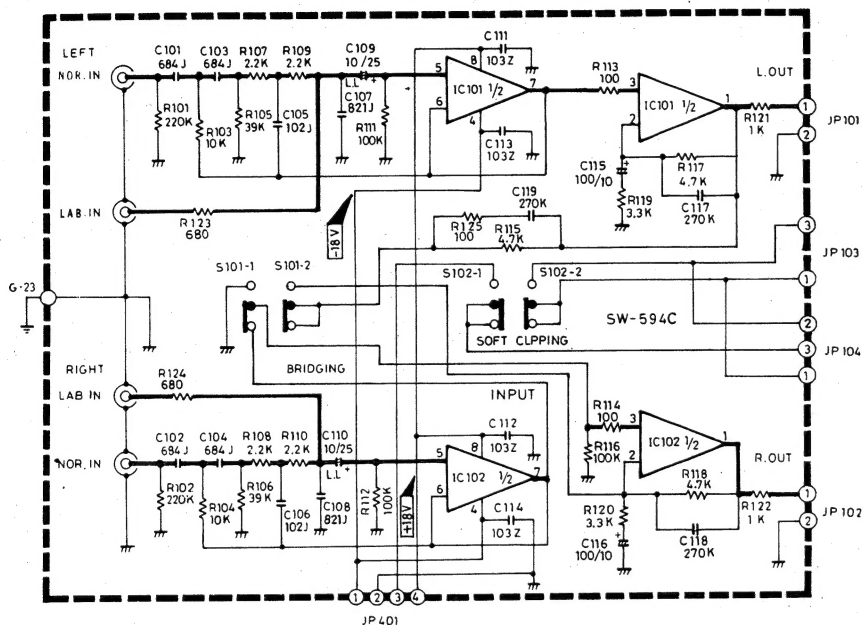 LEFT
NOR. IN
C101
684J
C103
684J
R107
2.2K
R109
2.2K
C109
10/25
L.L
+
R101
220K
R103
10K
R105
39K
C105
102J
C107
821J
R111
100K
C111
103Z
8
5
6
7
4
IC101 1/2
C113
103Z
R113
100
3
2
1
IC101 1/2
L.OUT
R121
1K
1
2
JP101
C115
100/10
+
R119
3.3K
R117
4.7K
C117
270K
LAB. IN
R123
680
-18V
C119
270K
R125
100
R115
4.7K
3
JP103
1
G-23
S101-1
S101-2
S102-1
S102-2
SW-594C
SOFT CLPPING
2
3
JP104
1
BRIDGING
RIGHT
LAB IN
R124
680
INPUT
NOR. IN
C102
684J
C104
684J
R108
2.2K
R110
2.2K
C110
10/25
L.L
+
R102
220K
R104
10K
R106
39K
C106
102J
C108
821J
R112
100K
+18V
C112
103Z
8
5
6
7
4
IC102 1/2
C114
103Z
R114
100
R116
100K
3
2
1
IC102 1/2
R.OUT
R118
4.7K
R120
3.3K
C116
100/10
+
C118
270K
R122
1K
1
2
JP102
1
2
3
4
JP401